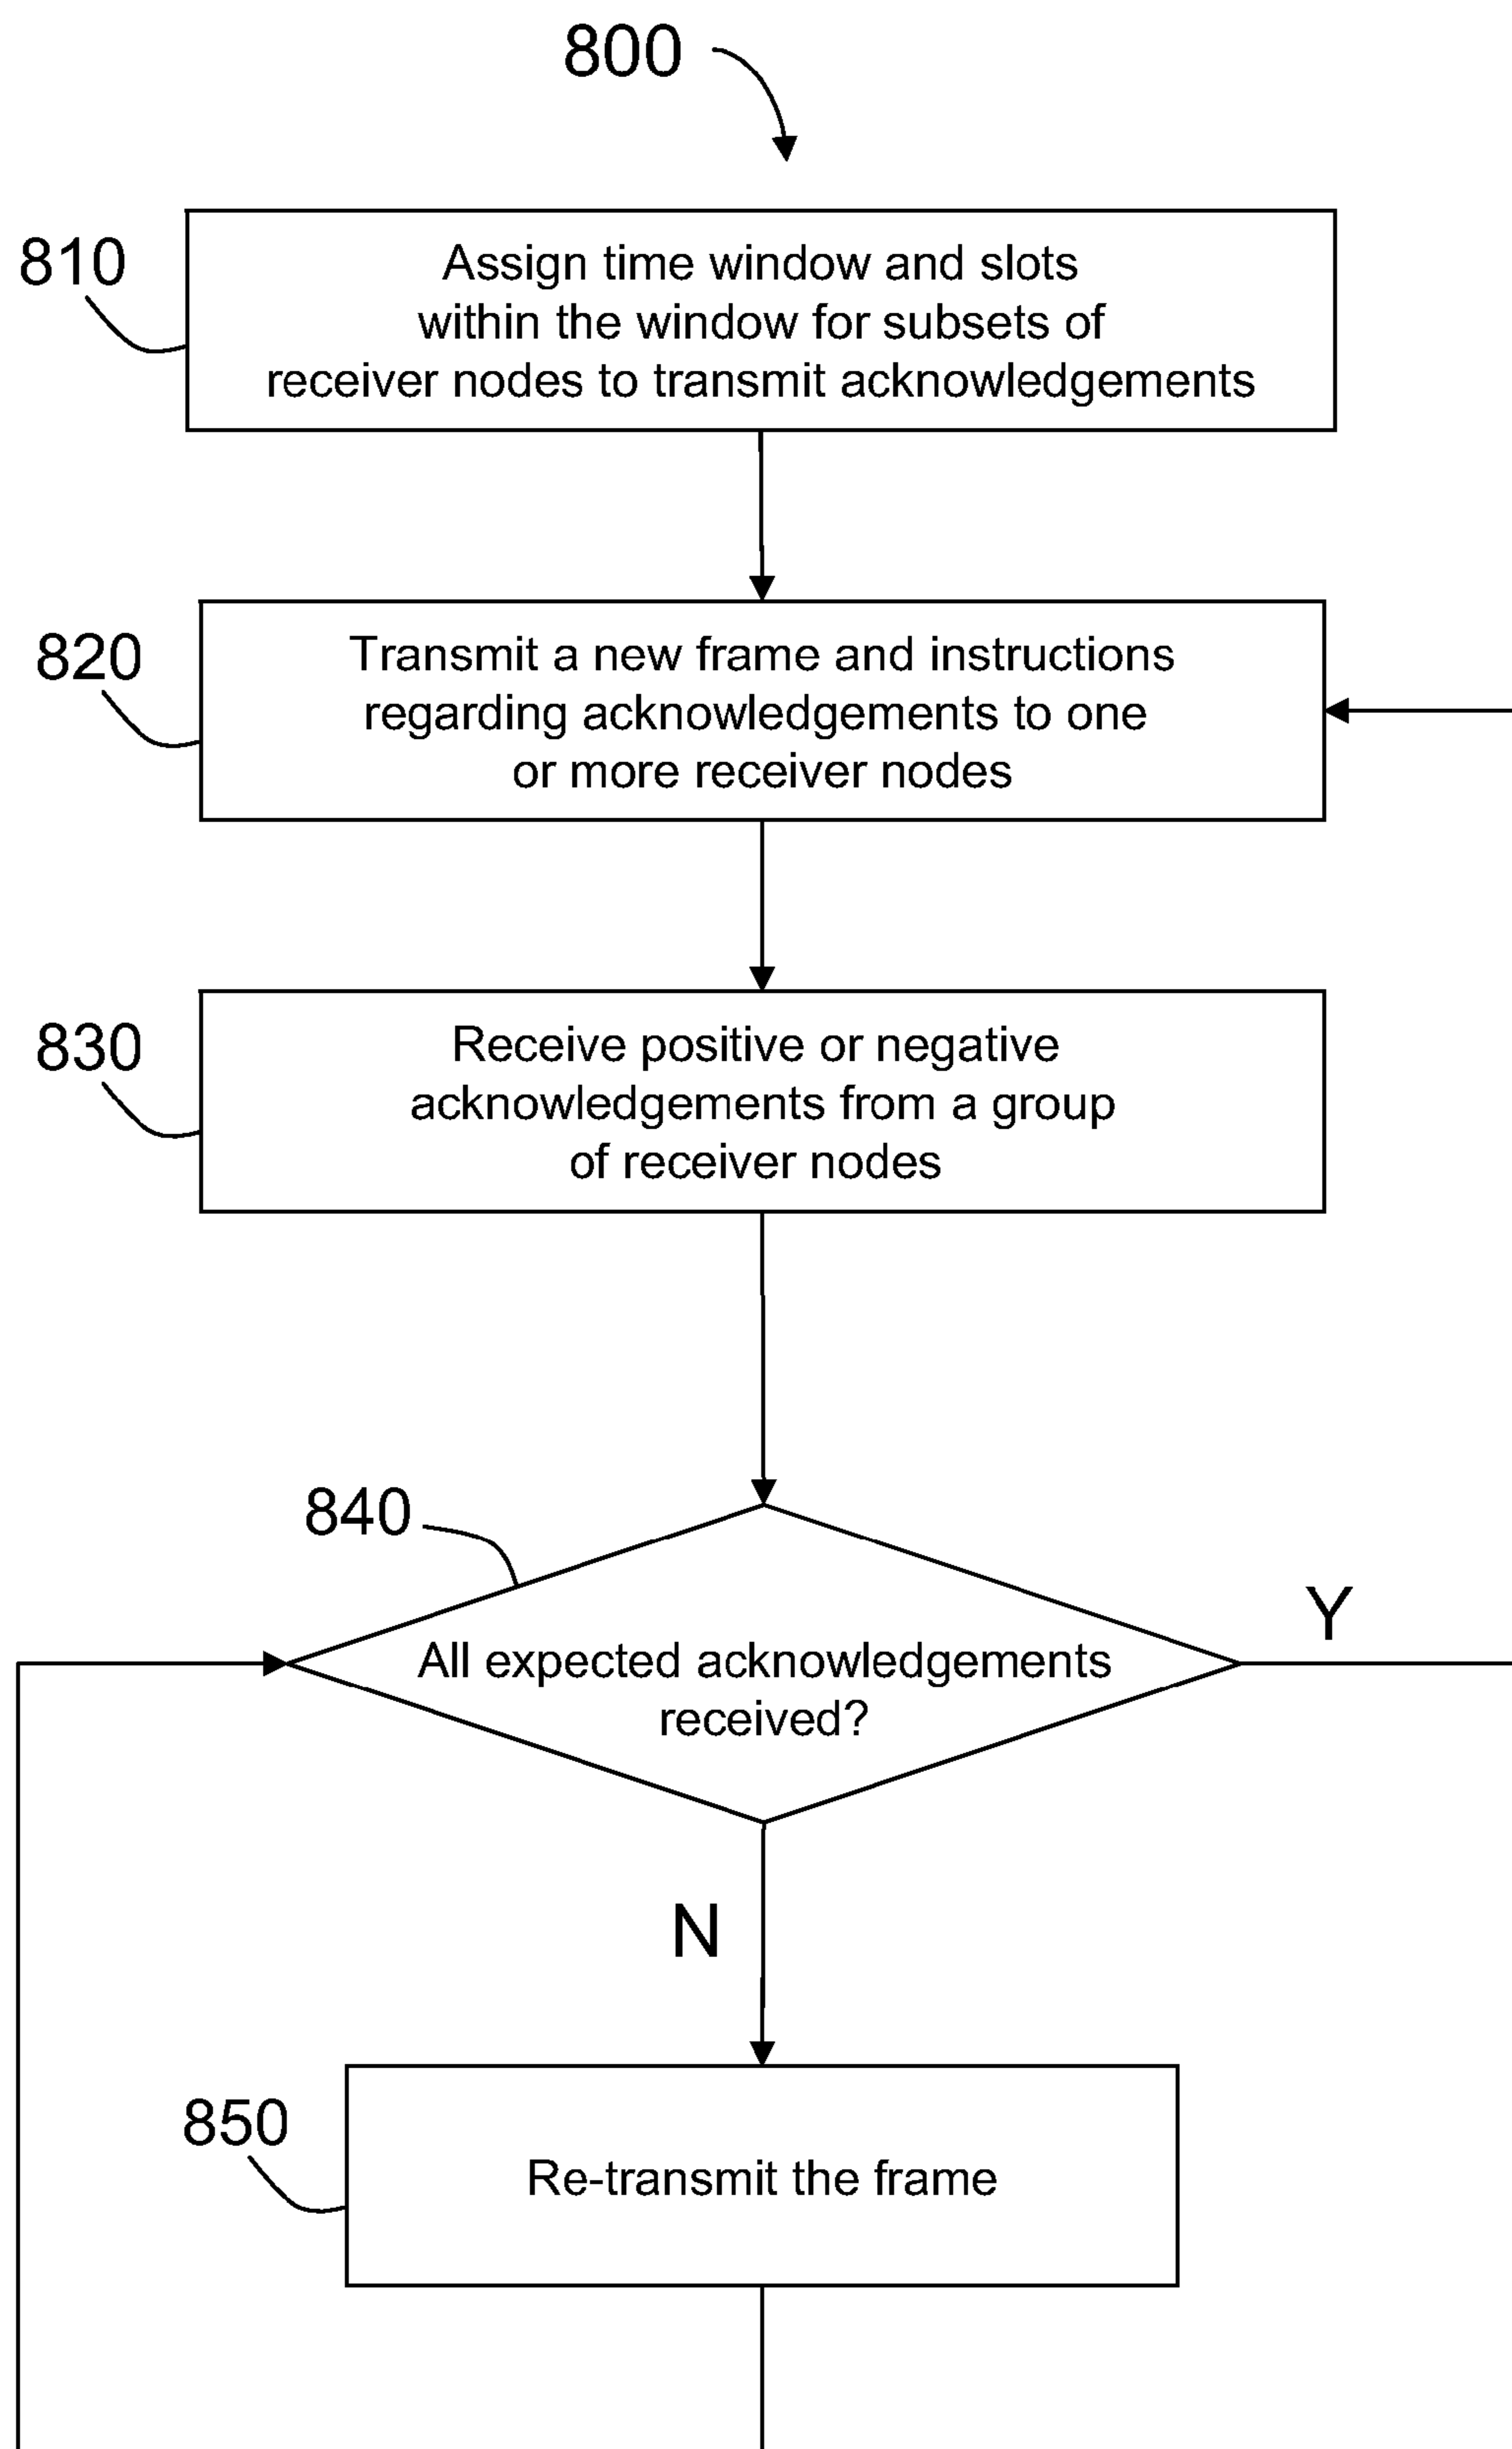 800
810
Assign time window and slots
within the window for subsets of
receiver nodes to transmit acknowledgements
820
Transmit a new frame and instructions
regarding acknowledgements to one
or more receiver nodes
830
Receive positive or negative
acknowledgements from a group
of receiver nodes
840
All expected acknowledgements
received?
Y
N
850
Re-transmit the frame